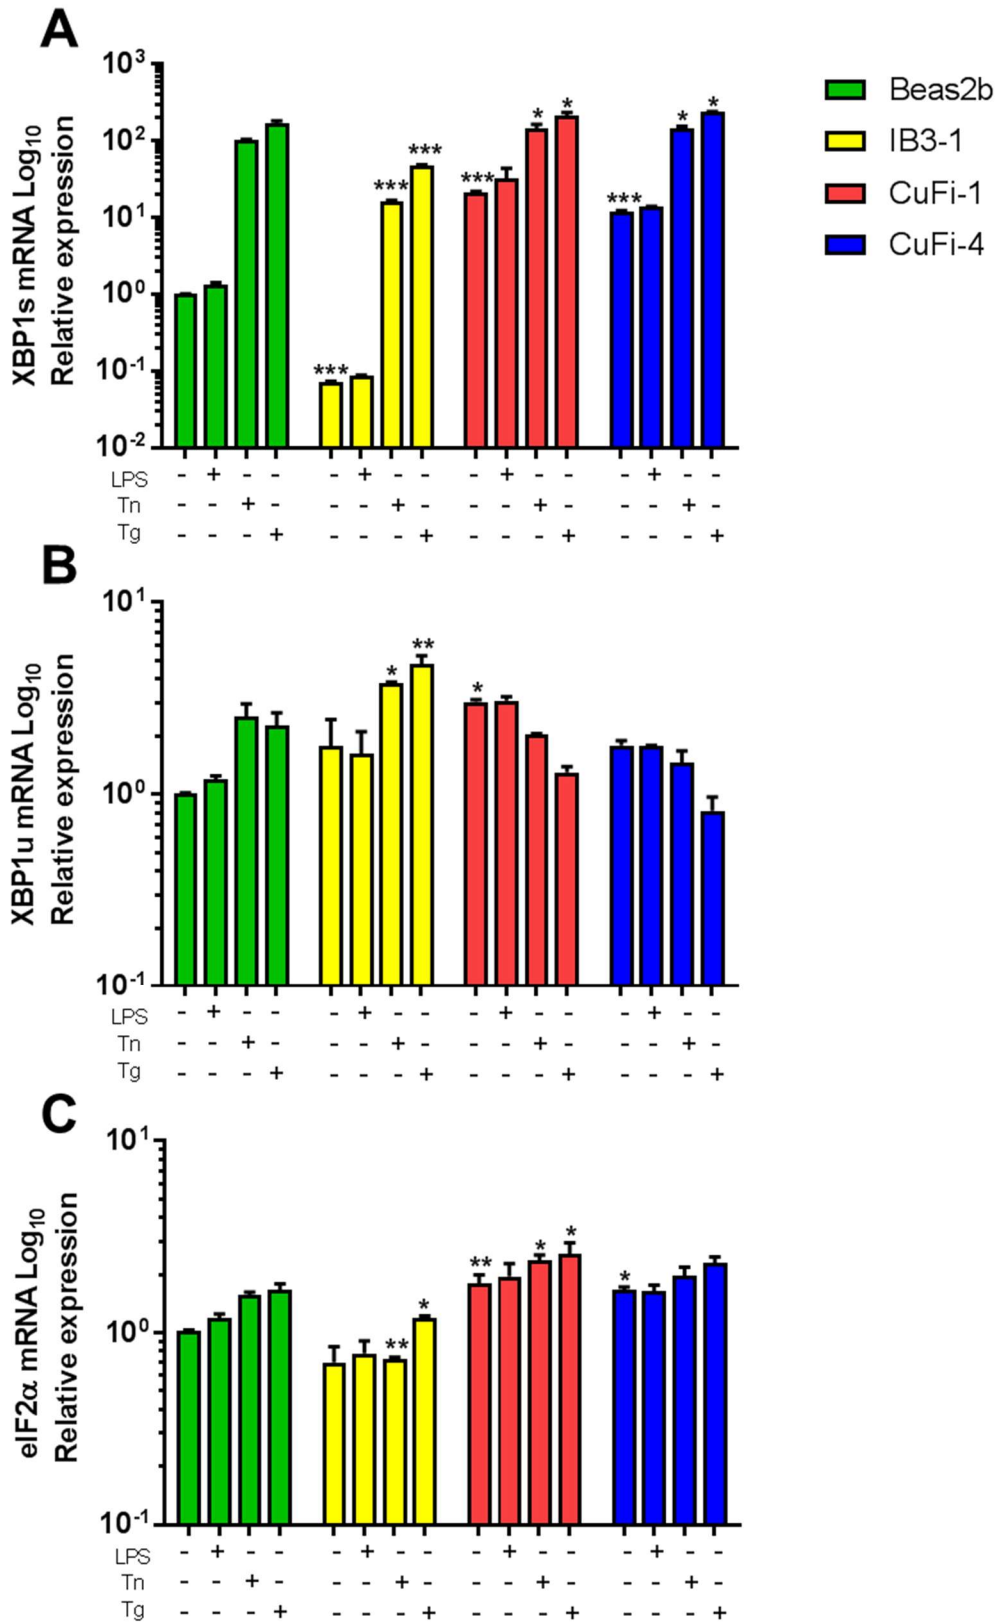 A
XBP1s mRNA Log10
Relative expression
10³
10²
10¹
10⁰
10⁻¹
10⁻²
*** *** *** *** * * *** * *
Beas2b
IB3-1
CuFi-1
CuFi-4
LPS - + - - - + - - - + - - - + - -
Tn - - + - - - + - - - + - - - + -
Tg - - - + - - - + - - - + - - - +
B
XBP1u mRNA Log10
Relative expression
10¹
10⁰
10⁻¹
* ** *
LPS - + - - - + - - - + - - - + - -
Tn - - + - - - + - - - + - - - + -
Tg - - - + - - - + - - - + - - - +
C
eIF2α mRNA Log10
Relative expression
10¹
10⁰
10⁻¹
** * ** * * *
LPS - + - - - + - - - + - - - + - -
Tn - - + - - - + - - - + - - - + -
Tg - - - + - - - + - - - + - - - +